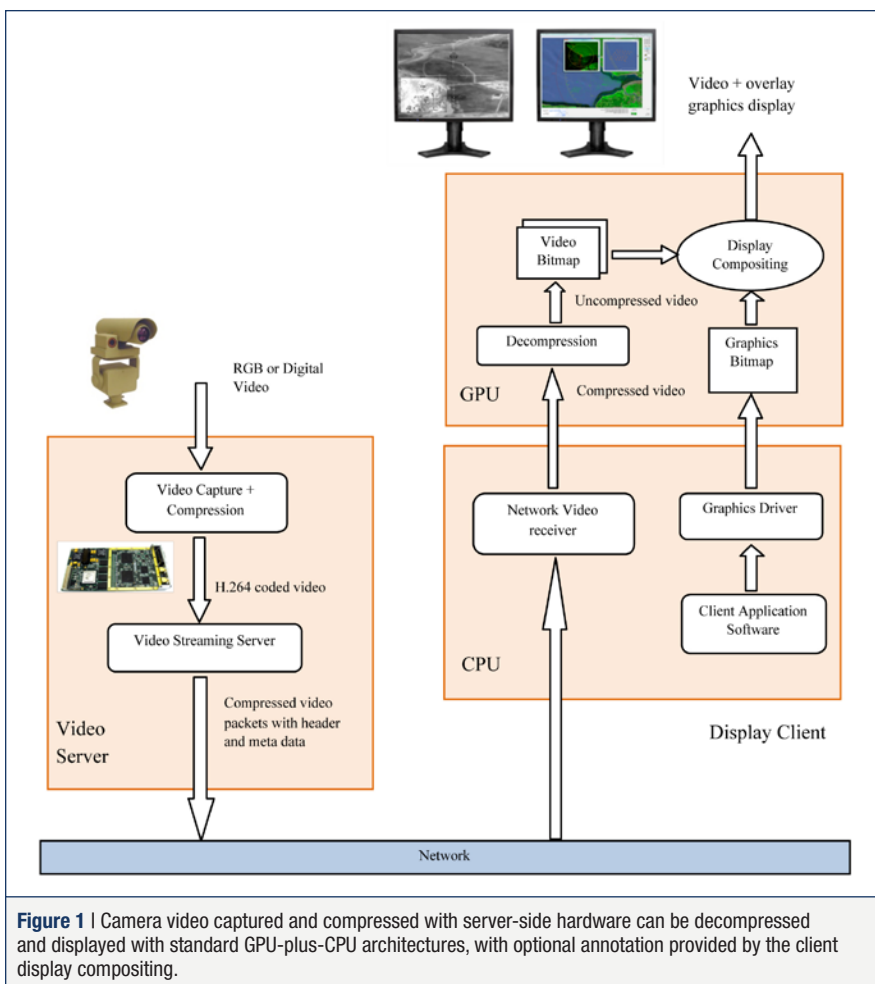 Video + overlay
graphics display
Video
Bitmap
Display
Compositing
Uncompressed video
Decompression
Graphics
Bitmap
GPU
Compressed video
RGB or Digital
Video
Video Capture +
Compression
H.264 coded video
Video Streaming Server
Compressed video
packets with header
and meta data
Video
Server
Network Video
receiver
Graphics Driver
Client Application
Software
CPU
Display Client
Network
Figure 1 | Camera video captured and compressed with server-side hardware can be decompressed
and displayed with standard GPU-plus-CPU architectures, with optional annotation provided by the client
display compositing.